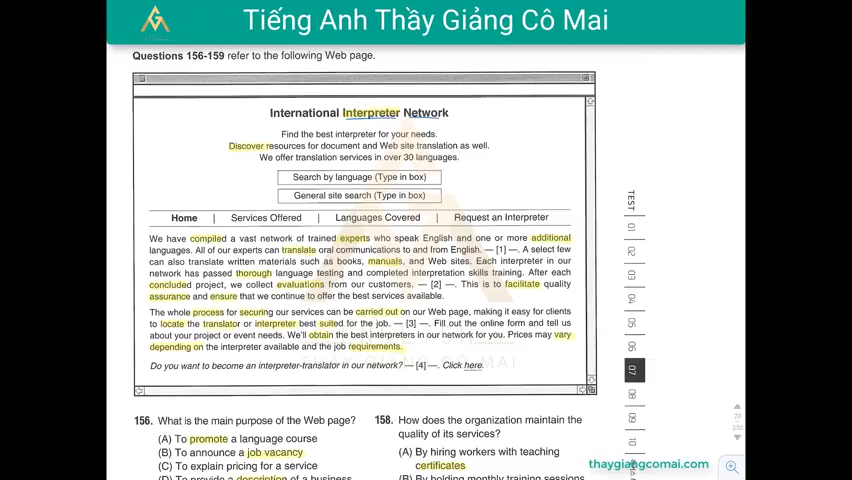 Tiếng Anh Thầy Giảng Cô Mai
Questions 156-159 refer to the following Web page.
International Interpreter Network
Find the best interpreter for your needs.
Discover resources for document and Web site translation as well.
We offer translation services in over 30 languages.
Search by language (Type in box)
General site search (Type in box)
Home | Services Offered | Languages Covered | Request an Interpreter
We have compiled a vast network of trained experts who speak English and one or more additional
languages. All of our experts can translate oral communications to and from English. — [1] —. A select few
can also translate written materials such as books, manuals, and Web sites. Each interpreter in our
network has passed thorough language testing and completed interpretation skills training. After each
concluded project, we collect evaluations from our customers. — [2] —. This is to facilitate quality
assurance and ensure that we continue to offer the best services available.
The whole process for securing our services can be carried out on our Web page, making it easy for clients
to locate the translator or interpreter best suited for the job. — [3] —. Fill out the online form and tell us
about your project or event needs. We'll obtain the best interpreters in our network for you. Prices may vary
depending on the interpreter available and the job requirements.
Do you want to become an interpreter-translator in our network? — [4] —. Click here.
TEST
01
02
03
04
05
06
07
08
09
10
156. What is the main purpose of the Web page?
(A) To promote a language course
(B) To announce a job vacancy
(C) To explain pricing for a service
(D) To provide a description of a business
158. How does the organization maintain the
quality of its services?
(A) By hiring workers with teaching
certificates
(B) By holding monthly training sessions
thaygiangcomai.com